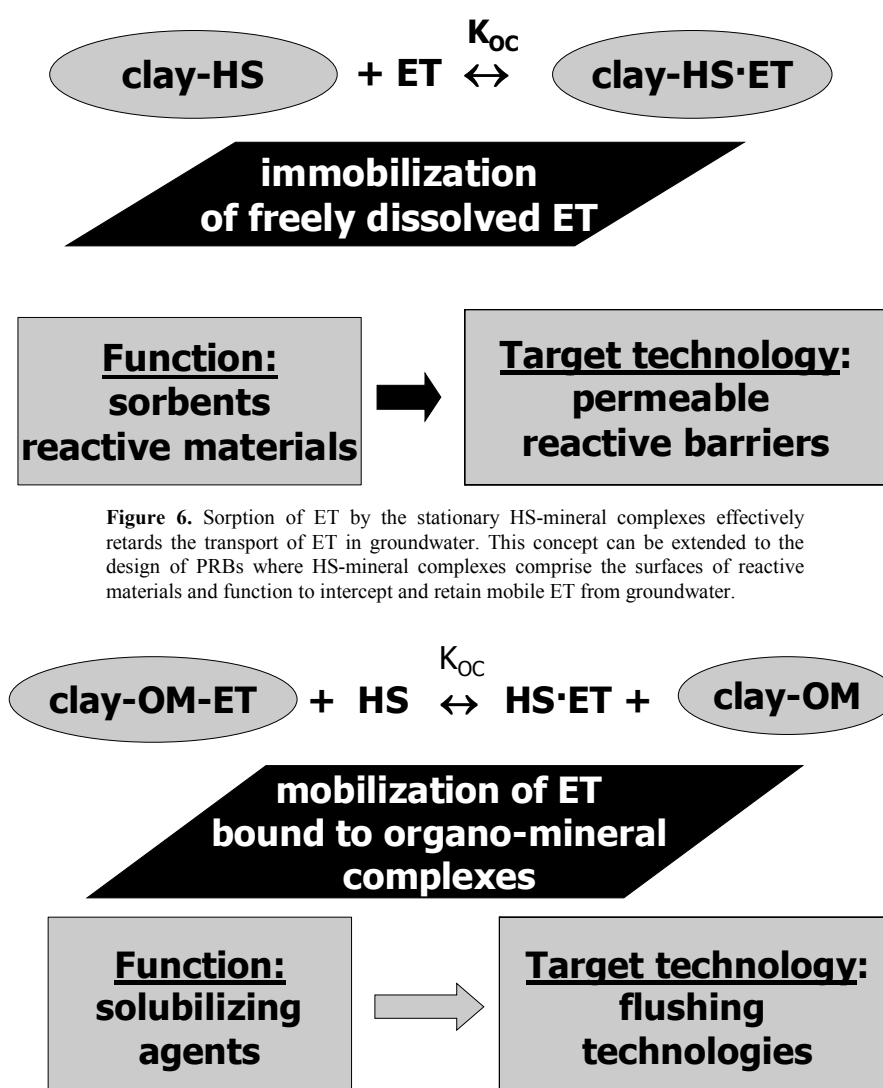 K_OC
clay-HS + ET ↔ clay-HS·ET
immobilization
of freely dissolved ET
Function:
sorbents
reactive materials
Target technology:
permeable
reactive barriers
Figure 6. Sorption of ET by the stationary HS-mineral complexes effectively
retards the transport of ET in groundwater. This concept can be extended to the
design of PRBs where HS-mineral complexes comprise the surfaces of reactive
materials and function to intercept and retain mobile ET from groundwater.
K_OC
clay-OM-ET + HS ↔ HS·ET + clay-OM
mobilization of ET
bound to organo-mineral
complexes
Function:
solubilizing
agents
Target technology:
flushing
technologies